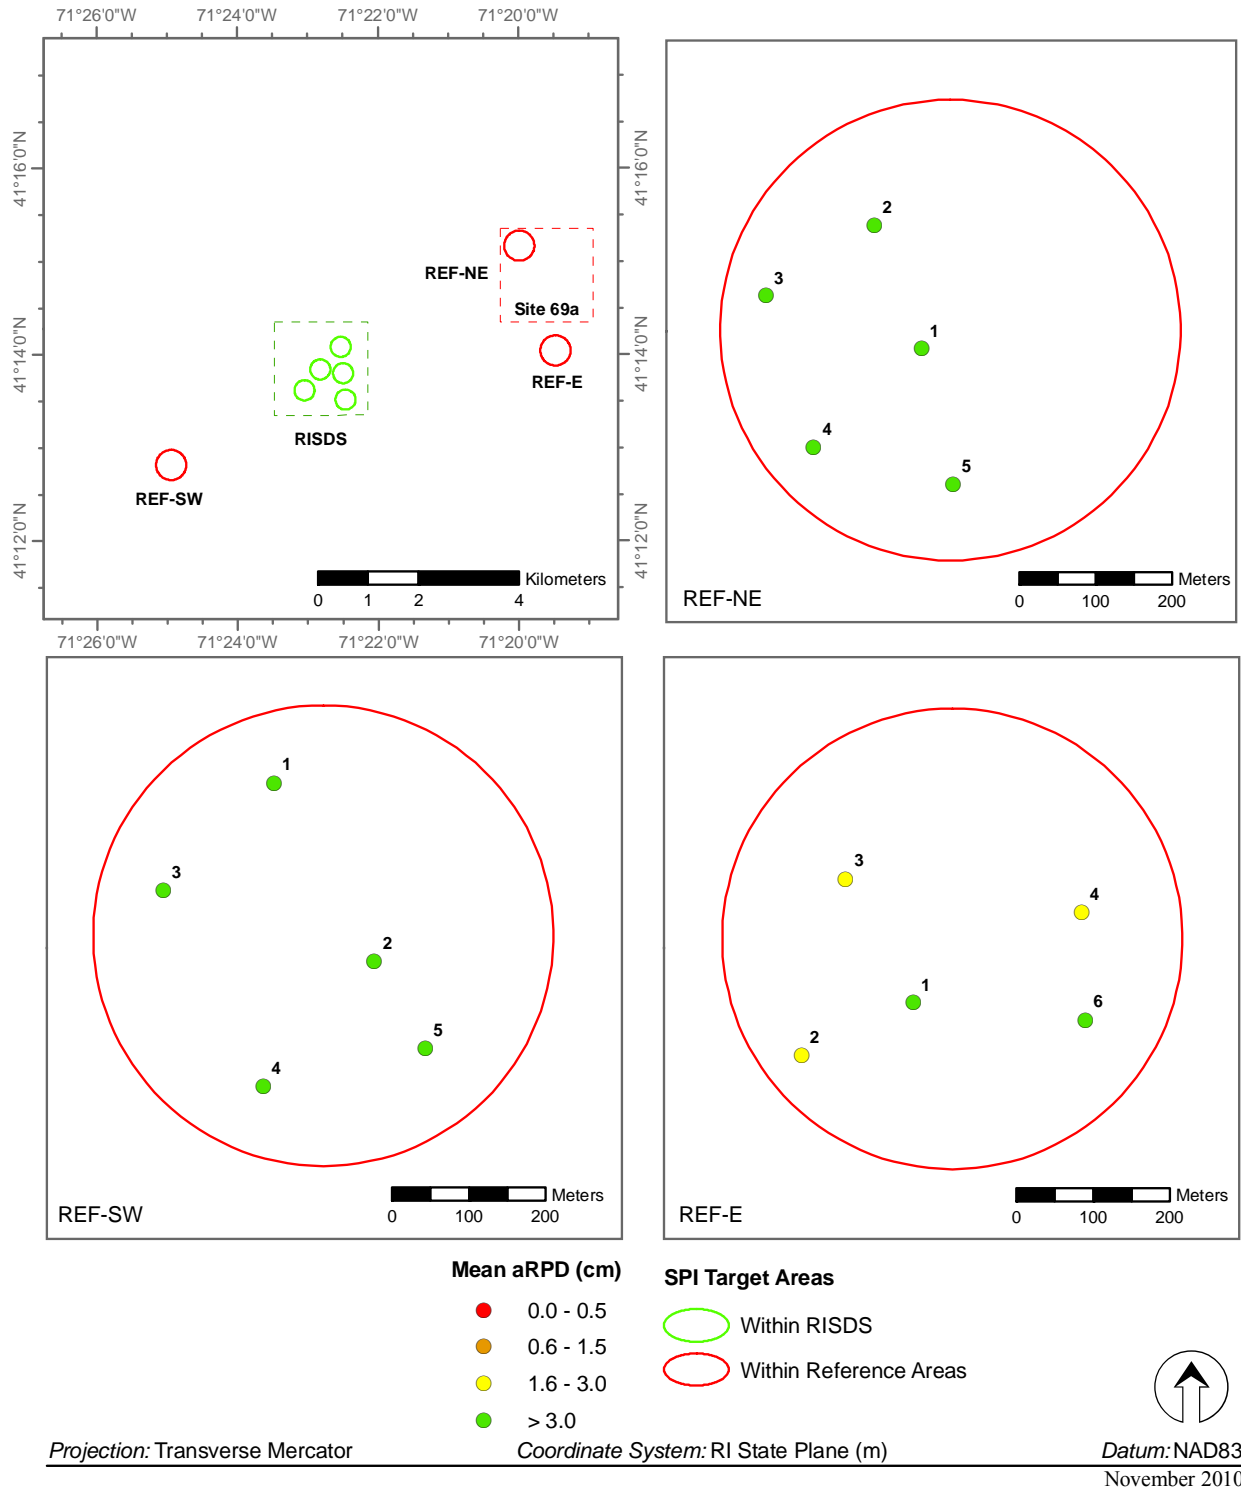 71°26'0"W 71°24'0"W 71°22'0"W 71°20'0"W
41°16'0"N 41°16'0"N
REF-NE
Site 69a
41°14'0"N 41°14'0"N
REF-E
RISDS
REF-SW
41°12'0"N 41°12'0"N
Kilometers
0 1 2 4
71°26'0"W 71°24'0"W 71°22'0"W 71°20'0"W
2
3
1
4
5
Meters
0 100 200
REF-NE
1
3
2
5
4
Meters
0 100 200
REF-SW
3
4
1
6
2
Meters
0 100 200
REF-E
Mean aRPD (cm)
0.0 - 0.5
0.6 - 1.5
1.6 - 3.0
> 3.0
SPI Target Areas
Within RISDS
Within Reference Areas
Projection: Transverse Mercator Coordinate System: RI State Plane (m) Datum: NAD83
November 2010